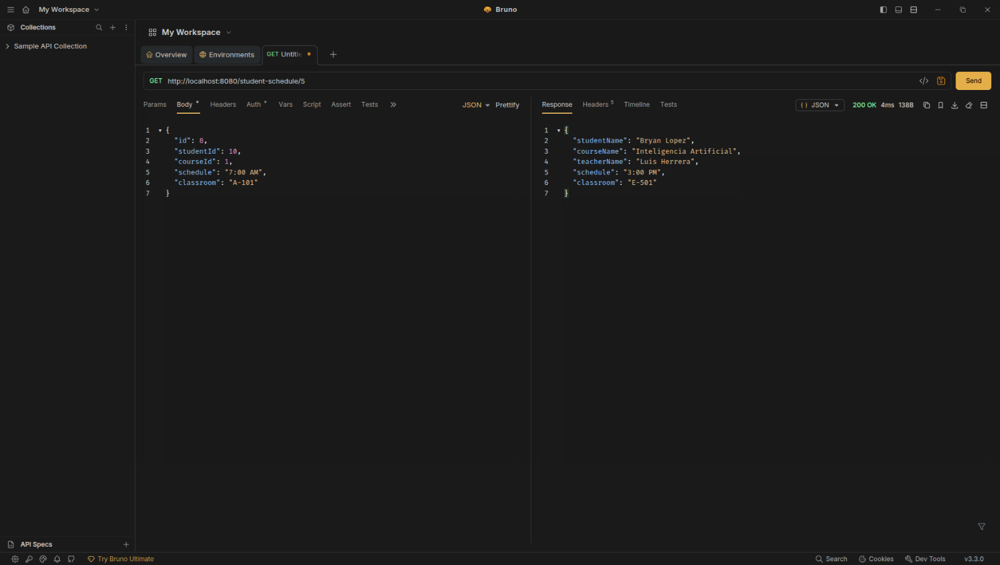 My Workspace
Bruno
Collections
Sample API Collection
My Workspace
Overview
Environments
GET Untitle
GET http://localhost:8080/student-schedule/5
</>
Send
Params Body Headers Auth Vars Script Assert Tests
JSON Prettify
1 {
2 "id": 8,
3 "studentId": 10,
4 "courseId": 1,
5 "schedule": "7:00 AM",
6 "classroom": "A-101"
7 }
Response Headers 5 Timeline Tests
{ } JSON 200 OK 4ms 138B
1 {
2 "studentName": "Bryan Lopez",
3 "courseName": "Inteligencia Artificial",
4 "teacherName": "Luis Herrera",
5 "schedule": "3:00 PM",
6 "classroom": "E-501"
7 }
API Specs
Try Bruno Ultimate
Search Cookies Dev Tools v3.3.0